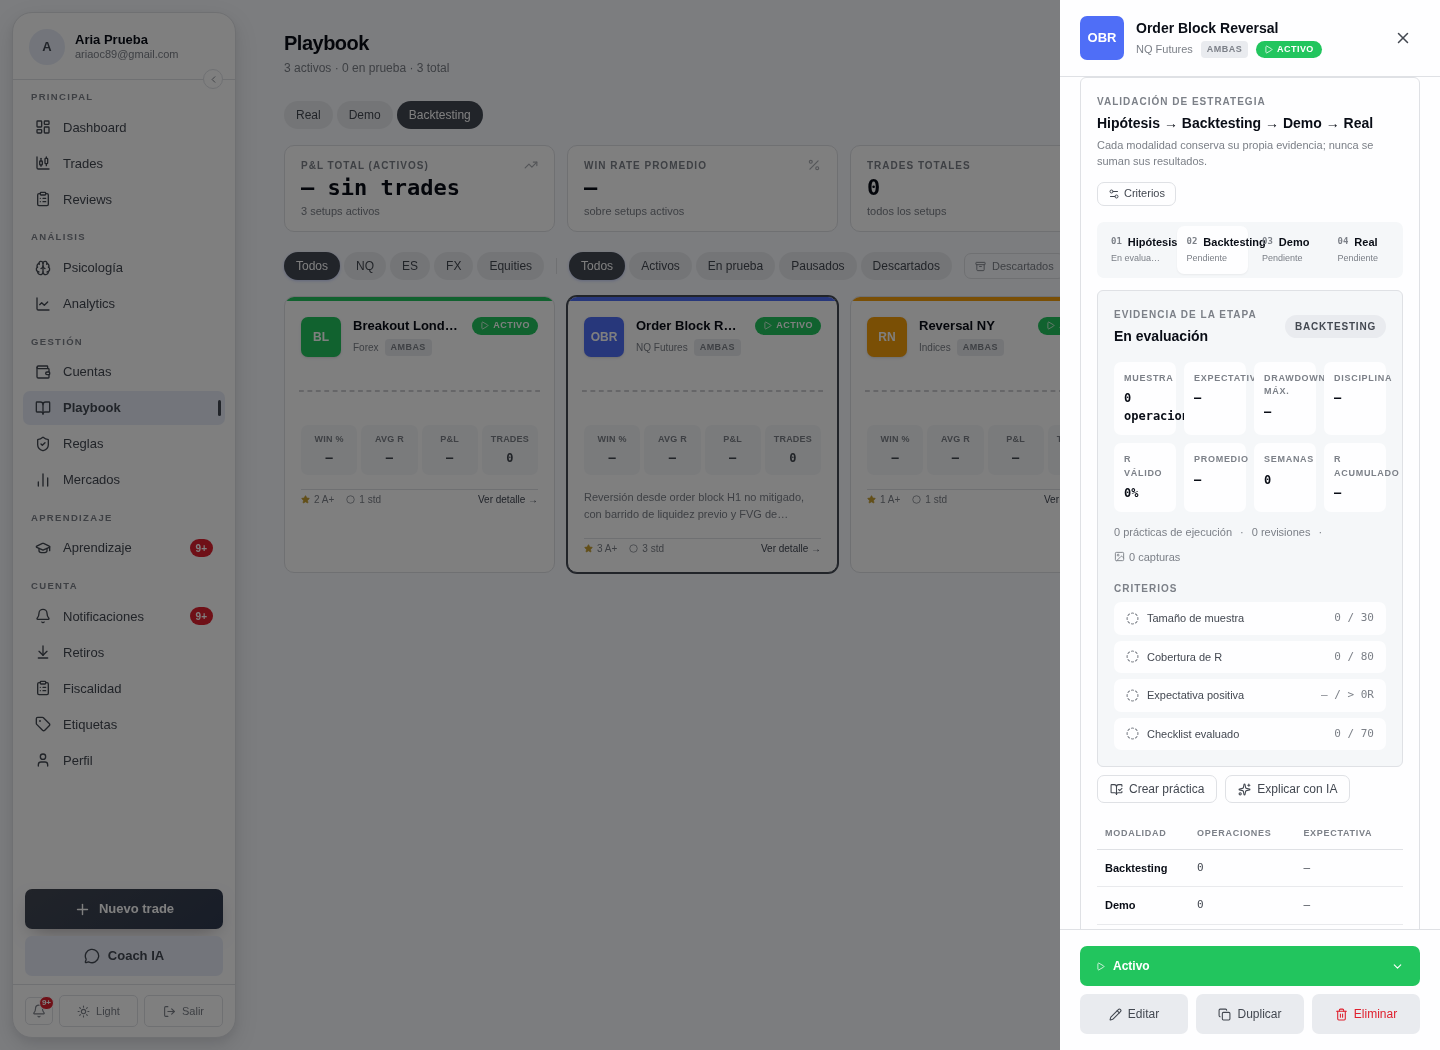 A
Aria Prueba
ariaoc89@gmail.com
PRINCIPAL
Dashboard
Trades
Reviews
ANÁLISIS
Psicología
Analytics
GESTIÓN
Cuentas
Playbook
Reglas
Mercados
APRENDIZAJE
Aprendizaje 9+
CUENTA
Notificaciones 9+
Retiros
Fiscalidad
Etiquetas
Perfil
Nuevo trade
Coach IA
9+ Light Salir
Playbook
3 activos · 0 en prueba · 3 total
Real Demo Backtesting
P&L TOTAL (ACTIVOS)
— sin trades
3 setups activos
WIN RATE PROMEDIO
—
sobre setups activos
TRADES TOTALES
0
todos los setups
Todos NQ ES FX Equities Todos Activos En prueba Pausados Descartados Descartados
BL
Breakout Lond... ACTIVO
Forex AMBAS
WIN % AVG R P&L TRADES
— — — 0
2 A+ 1 std Ver detalle →
OBR
Order Block R... ACTIVO
NQ Futures AMBAS
WIN % AVG R P&L TRADES
— — — 0
Reversión desde order block H1 no mitigado,
con barrido de liquidez previo y FVG de...
3 A+ 3 std Ver detalle →
RN
Reversal NY
Indices AMBAS
WIN % AVG R P&L T
— — —
1 A+ 1 std Ver
OBR
Order Block Reversal
NQ Futures AMBAS ACTIVO
VALIDACIÓN DE ESTRATEGIA
Hipótesis → Backtesting → Demo → Real
Cada modalidad conserva su propia evidencia; nunca se
suman sus resultados.
Criterios
01 Hipótesis 02 Backtesting 03 Demo 04 Real
En evalua... Pendiente Pendiente Pendiente
EVIDENCIA DE LA ETAPA
En evaluación
BACKTESTING
MUESTRA
0
operacion
EXPECTATIV
—
DRAWDOWN
MÁX.
—
DISCIPLINA
—
R
VÁLIDO
0%
PROMEDIO
—
SEMANAS
0
R
ACUMULADO
—
0 prácticas de ejecución · 0 revisiones ·
0 capturas
CRITERIOS
Tamaño de muestra 0 / 30
Cobertura de R 0 / 80
Expectativa positiva — / > 0R
Checklist evaluado 0 / 70
Crear práctica Explicar con IA
MODALIDAD OPERACIONES EXPECTATIVA
Backtesting 0 —
Demo 0 —
Activo
Editar Duplicar Eliminar